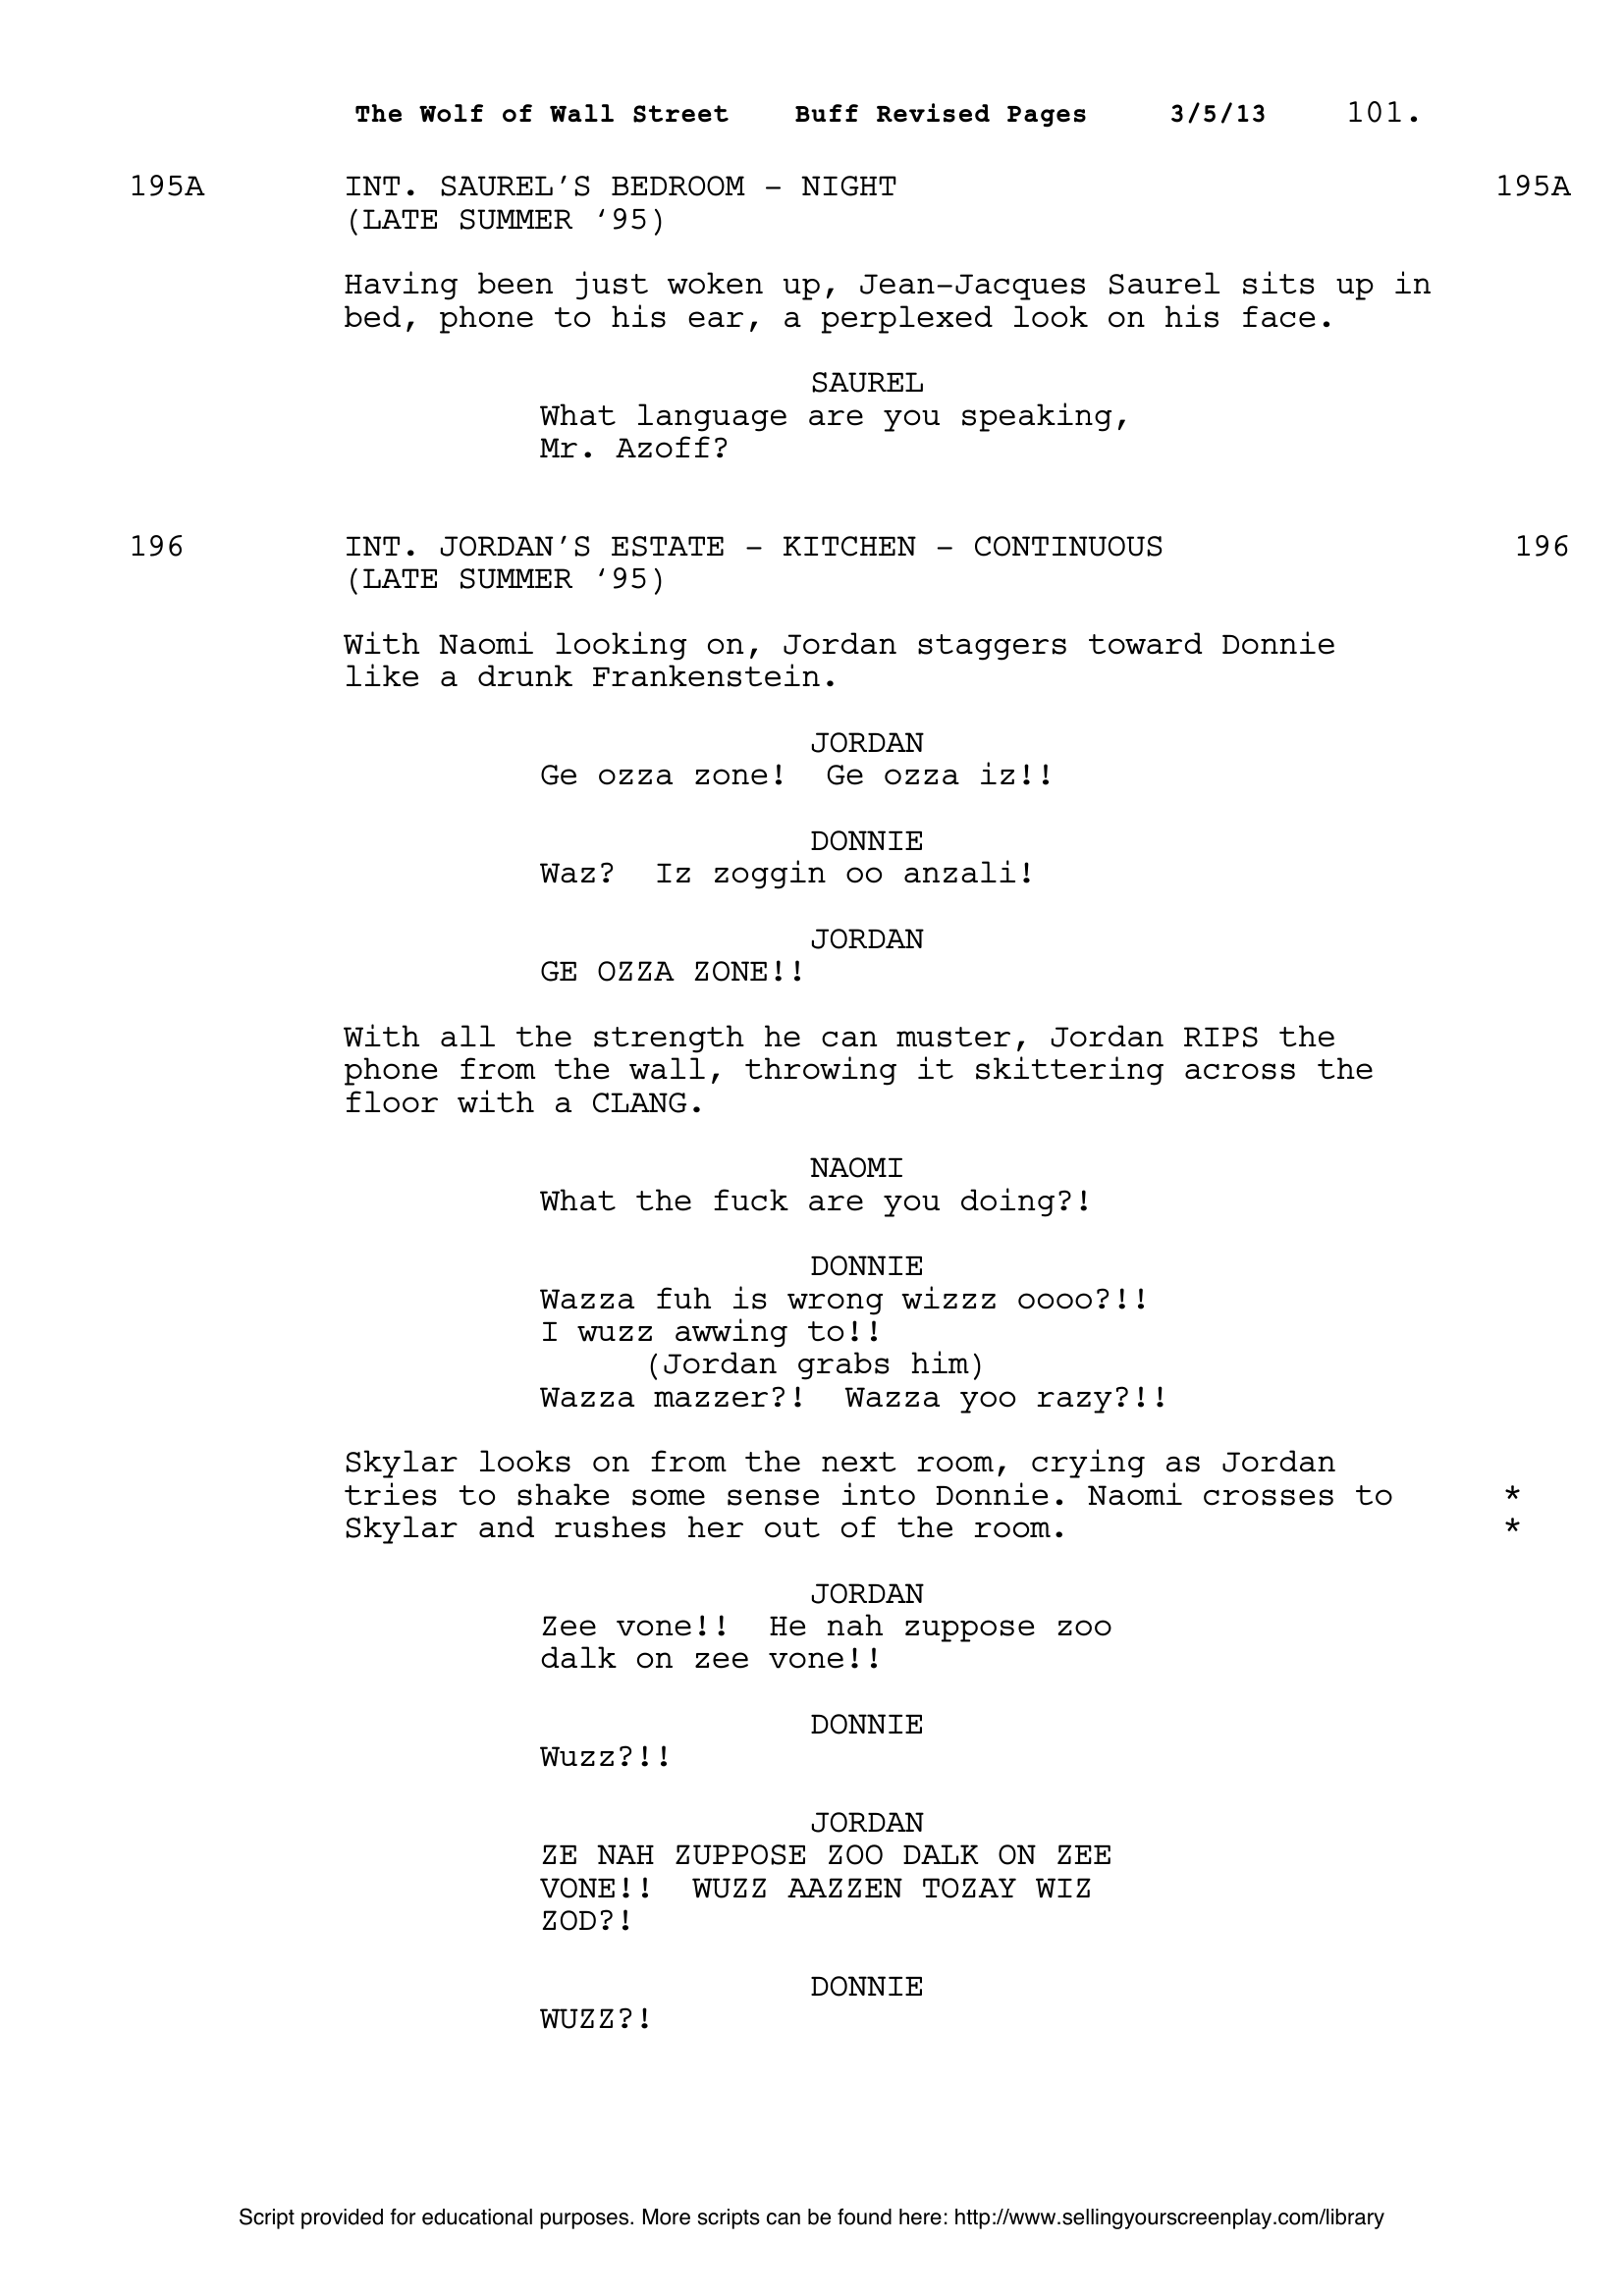 The Wolf of Wall Street Buff Revised Pages 3/5/13 101.
195A INT. SAUREL’S BEDROOM - NIGHT 195A
(LATE SUMMER ‘95)
Having been just woken up, Jean-Jacques Saurel sits up in
bed, phone to his ear, a perplexed look on his face.
SAUREL
What language are you speaking,
Mr. Azoff?
196 INT. JORDAN’S ESTATE - KITCHEN - CONTINUOUS 196
(LATE SUMMER ‘95)
With Naomi looking on, Jordan staggers toward Donnie
like a drunk Frankenstein.
JORDAN
Ge ozza zone! Ge ozza iz!!
DONNIE
Waz? Iz zoggin oo anzali!
JORDAN
GE OZZA ZONE!!
With all the strength he can muster, Jordan RIPS the
phone from the wall, throwing it skittering across the
floor with a CLANG.
NAOMI
What the fuck are you doing?!
DONNIE
Wazza fuh is wrong wizzz oooo?!!
I wuzz awwing to!!
(Jordan grabs him)
Wazza mazzer?! Wazza yoo razy?!!
Skylar looks on from the next room, crying as Jordan
tries to shake some sense into Donnie. Naomi crosses to *
Skylar and rushes her out of the room. *
JORDAN
Zee vone!! He nah zuppose zoo
dalk on zee vone!!
DONNIE
Wuzz?!!
JORDAN
ZE NAH ZUPPOSE ZOO DALK ON ZEE
VONE!! WUZZ AAZZEN TOZAY WIZ
ZOD?!
DONNIE
WUZZ?!
Script provided for educational purposes. More scripts can be found here: http://www.sellingyourscreenplay.com/library